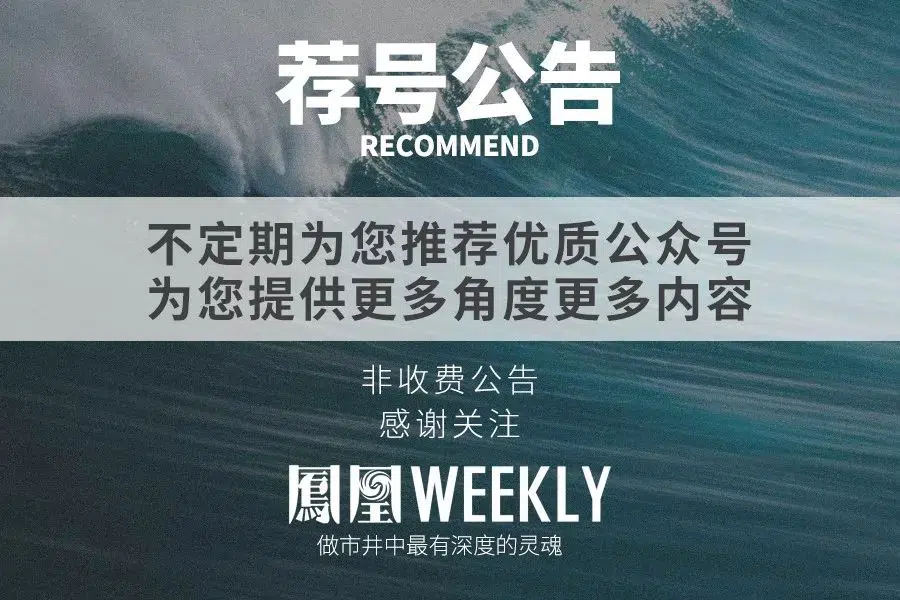 荐号公告
RECOMMEND
不定期为您推荐优质公众号
为您提供更多角度更多内容
非收费公告
感谢关注
鳳凰WEEKLY
做市井中最有深度的灵魂